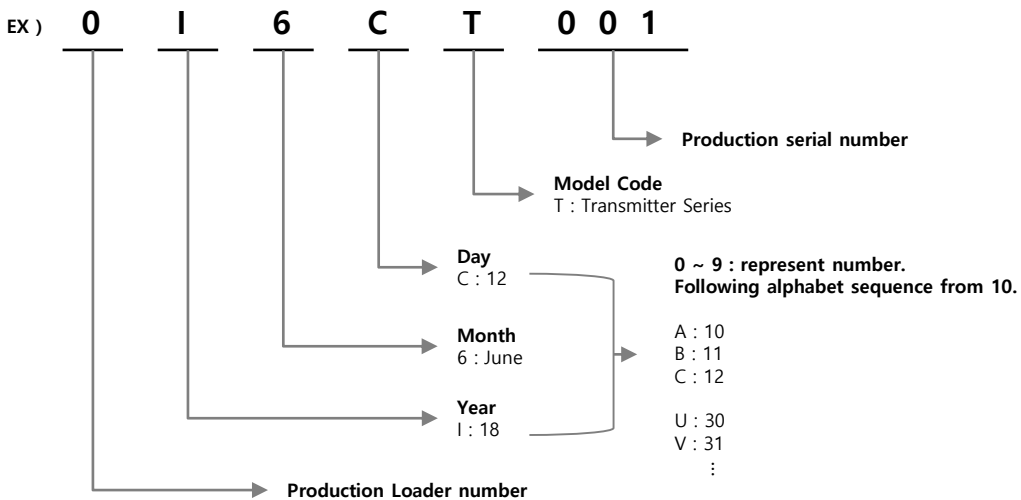 EX ) 0 I 6 C T 0 0 1
Production serial number
Model Code
T : Transmitter Series
Day
C : 12
0 ~ 9 : represent number.
Following alphabet sequence from 10.
Month
6 : June
A : 10
B : 11
C : 12
Year
I : 18
U : 30
V : 31
⋮
Production Loader number